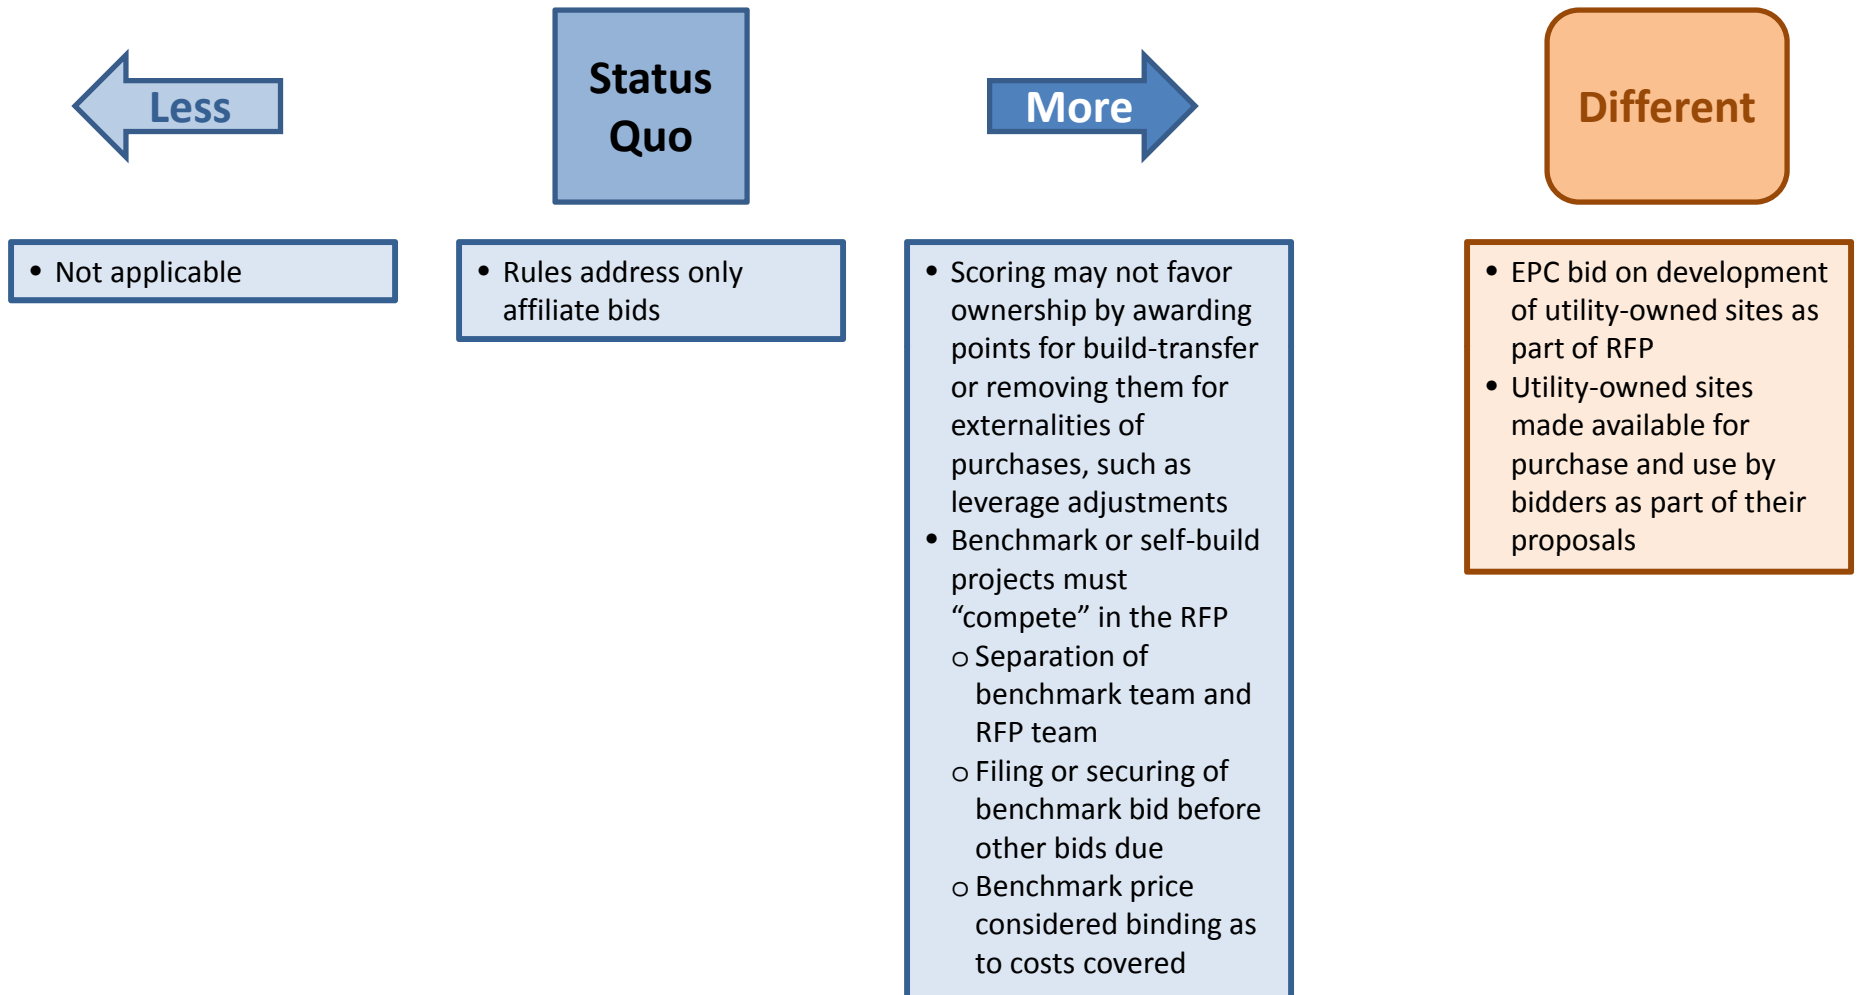 Less
Status
Quo
More
Different
• Not applicable
• Rules address only
affiliate bids
• Scoring may not favor
ownership by awarding
points for build-transfer
or removing them for
externalities of
purchases, such as
leverage adjustments
• Benchmark or self-build
projects must
“compete” in the RFP
o Separation of
benchmark team and
RFP team
o Filing or securing of
benchmark bid before
other bids due
o Benchmark price
considered binding as
to costs covered
• EPC bid on development
of utility-owned sites as
part of RFP
• Utility-owned sites
made available for
purchase and use by
bidders as part of their
proposals